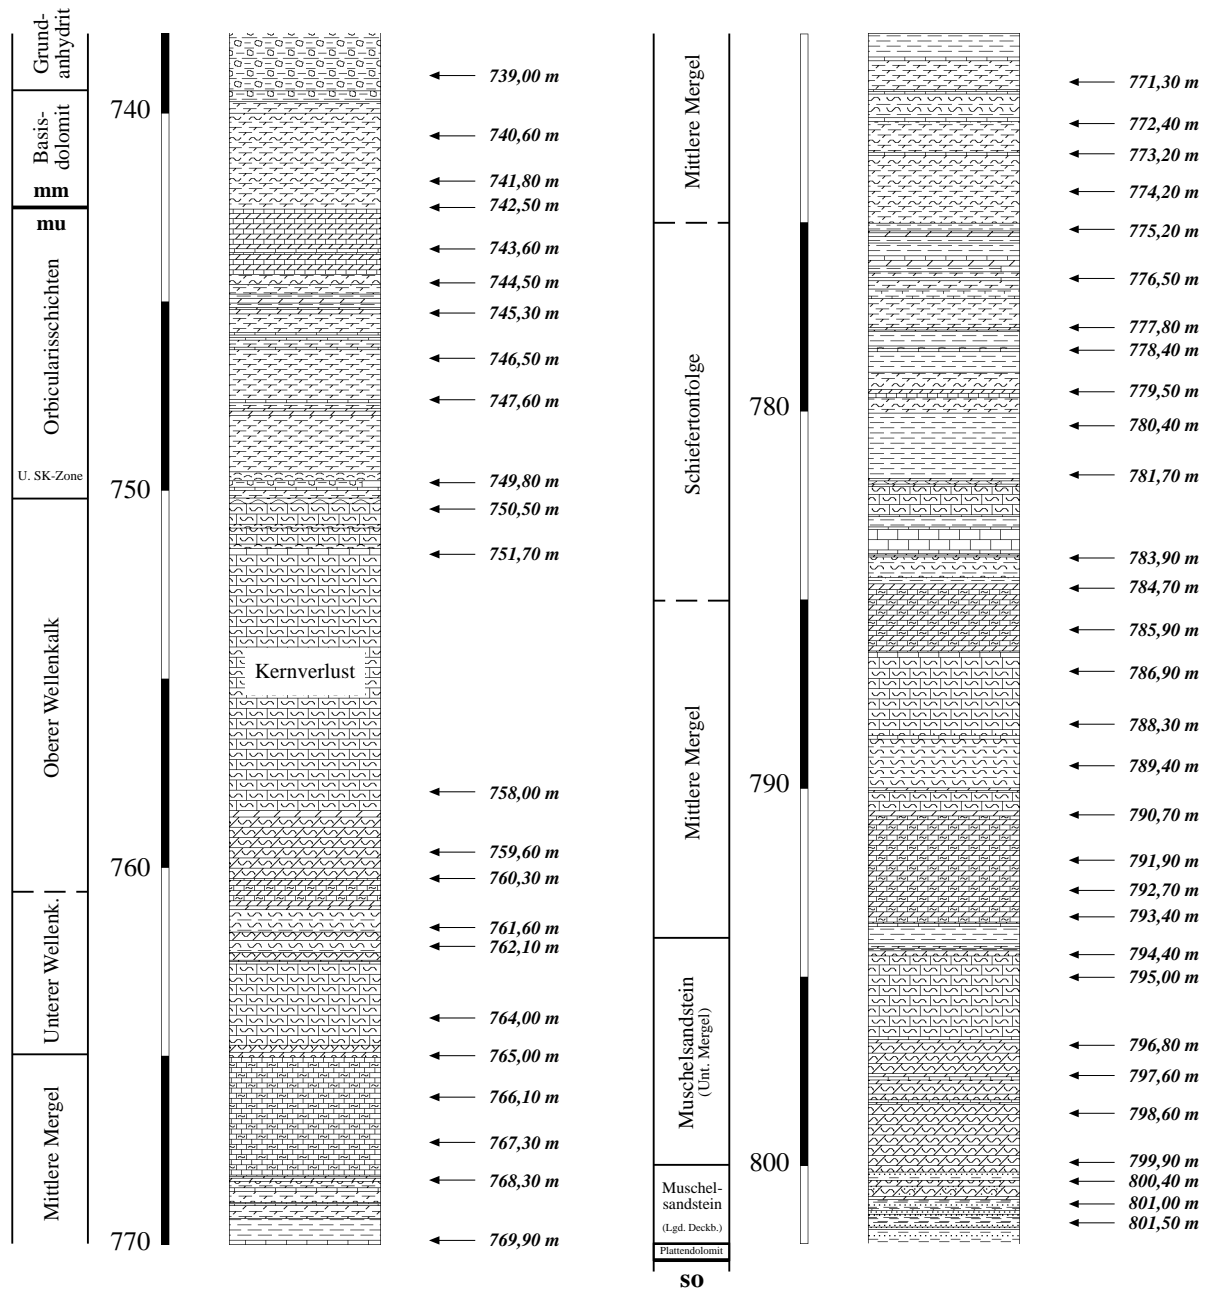 Grund-
anhydrit
Basis-
dolomit
mm
mu
Orbicularisschichten
U. SK-Zone
Oberer Wellenkalk
Unterer Wellenk.
Mittlere Mergel
740
750
760
770
Kernverlust
739,00 m
740,60 m
741,80 m
742,50 m
743,60 m
744,50 m
745,30 m
746,50 m
747,60 m
749,80 m
750,50 m
751,70 m
758,00 m
759,60 m
760,30 m
761,60 m
762,10 m
764,00 m
765,00 m
766,10 m
767,30 m
768,30 m
769,90 m
Mittlere Mergel
Schiefertonfolge
Mittlere Mergel
Muschelsandstein
(Unt. Mergel)
Muschel-
sandstein
(Lgd. Deckb.)
Plattendolomit
so
780
790
800
771,30 m
772,40 m
773,20 m
774,20 m
775,20 m
776,50 m
777,80 m
778,40 m
779,50 m
780,40 m
781,70 m
783,90 m
784,70 m
785,90 m
786,90 m
788,30 m
789,40 m
790,70 m
791,90 m
792,70 m
793,40 m
794,40 m
795,00 m
796,80 m
797,60 m
798,60 m
799,90 m
800,40 m
801,00 m
801,50 m